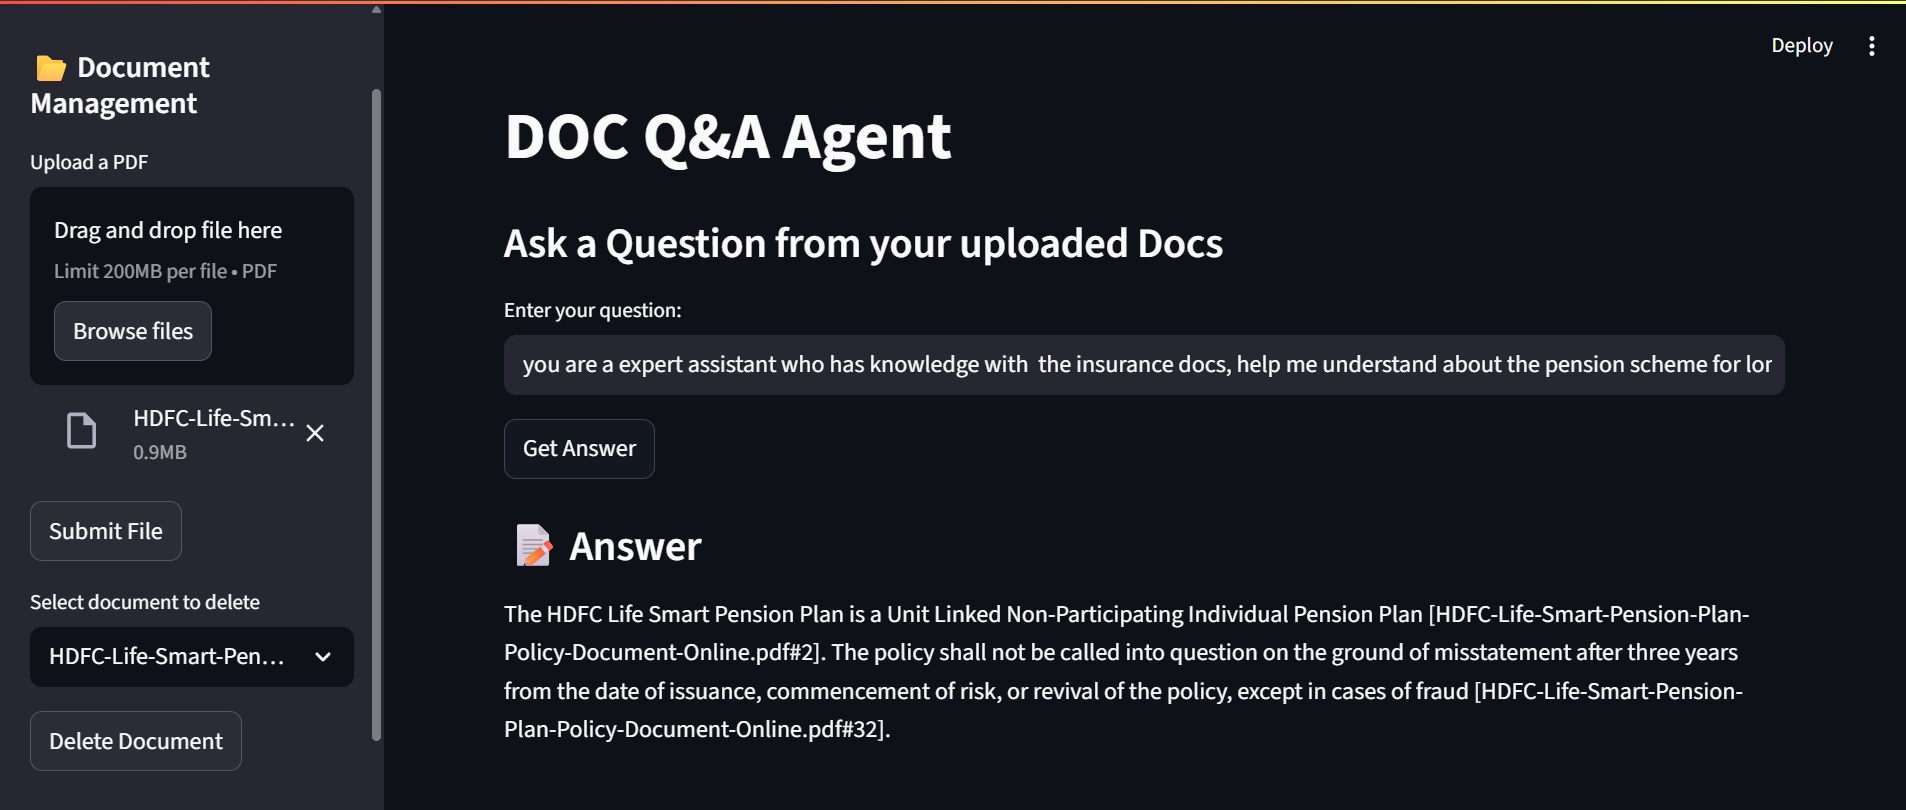 Document
Management
Upload a PDF
Drag and drop file here
Limit 200MB per file • PDF
Browse files
HDFC-Life-Sm...
0.9MB
Submit File
Select document to delete
HDFC-Life-Smart-Pen...
Delete Document
Deploy
DOC Q&A Agent
Ask a Question from your uploaded Docs
Enter your question:
you are a expert assistant who has knowledge with  the insurance docs, help me understand about the pension scheme for lor
Get Answer
Answer
The HDFC Life Smart Pension Plan is a Unit Linked Non-Participating Individual Pension Plan [HDFC-Life-Smart-Pension-Plan-
Policy-Document-Online.pdf#2]. The policy shall not be called into question on the ground of misstatement after three years
from the date of issuance, commencement of risk, or revival of the policy, except in cases of fraud [HDFC-Life-Smart-Pension-
Plan-Policy-Document-Online.pdf#32].